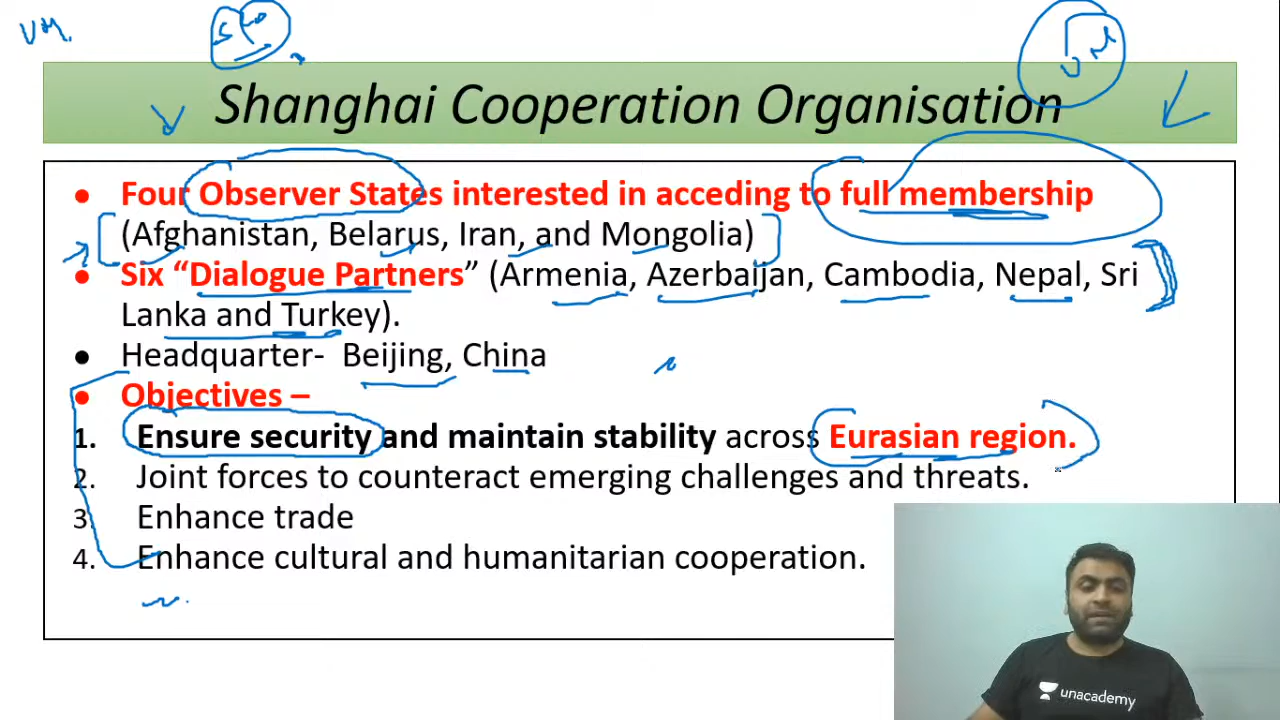 Shanghai Cooperation Organisation
● Four Observer States interested in acceding to full membership
(Afghanistan, Belarus, Iran, and Mongolia)
● Six “Dialogue Partners” (Armenia, Azerbaijan, Cambodia, Nepal, Sri
Lanka and Turkey).
● Headquarter- Beijing, China
● Objectives –
1. Ensure security and maintain stability across Eurasian region.
2. Joint forces to counteract emerging challenges and threats.
3. Enhance trade
4. Enhance cultural and humanitarian cooperation.
unacademy